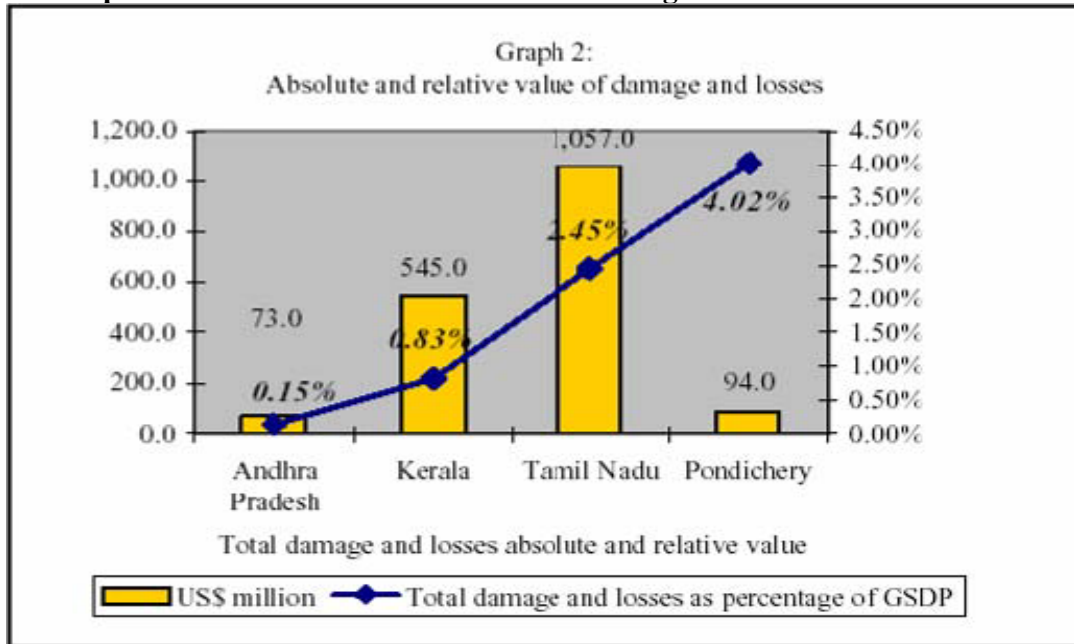 Graph 2:
Absolute and relative value of damage and losses
1,200.0
1,000.0
800.0
600.0
400.0
200.0
0.0
4.50%
4.00%
3.50%
3.00%
2.50%
2.00%
1.50%
1.00%
0.50%
0.00%
73.0
545.0
1,057.0
94.0
0.15%
0.83%
2.45%
4.02%
Andhra
Pradesh
Kerala
Tamil Nadu
Pondichery
Total damage and losses absolute and relative value
US$ million
Total damage and losses as percentage of GSDP